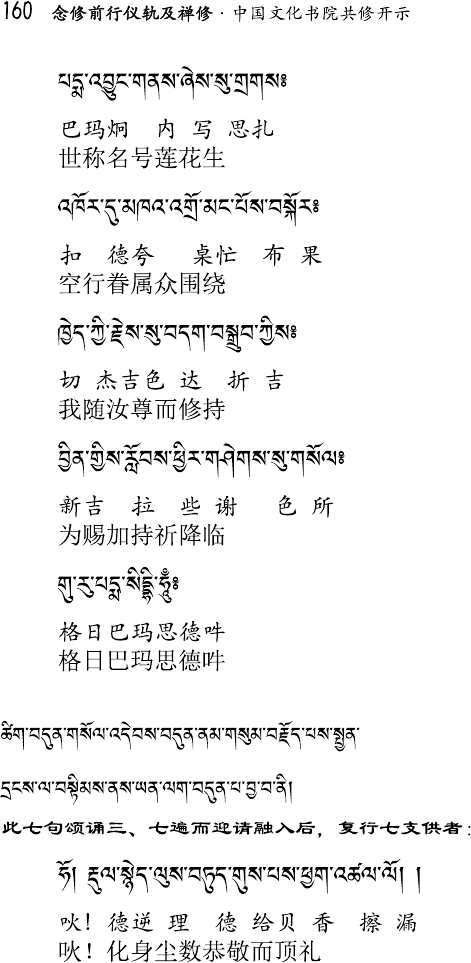 160 念修前行仪轨及禅修·中国文化书院共修开示
པདྨ་འབྱུང་གནས་ཞེས་སུ་གྲགས༔
巴玛炯 内 写 思扎
世称名号莲花生
འཁོར་དུ་མཁའ་འགྲོ་མང་པོས་བསྐོར༔
扣 德夸 桌忙 布 果
空行眷属众围绕
ཁྱེད་ཀྱི་རྗེས་སུ་བདག་བསྒྲུབ་ཀྱིས༔
切 杰吉色 达 折 吉
我随汝尊而修持
བྱིན་གྱིས་རློབས་ཕྱིར་གཤེགས་སུ་གསོལ༔
新吉 拉 些 谢 色 所
为赐加持祈降临
གུ་རུ་པདྨ་སིདྡྷི་ཧཱུྃ༔
格日巴玛思德吽
格日巴玛思德吽
ཚིག་བདུན་གསོལ་འདེབས་བདུན་ནམ་གསུམ་བརྗོད་པས་སྤྱན་
དྲངས་ལ་བསྟིམས་ནས་ཡན་ལག་བདུན་པ་བྱ་བ་ནི།
此七句颂诵三、七遍而迎请融入后，复行七支供者：
ཧོ། རྡུལ་སྙེད་ལུས་བཏུད་གུས་པས་ཕྱག་འཚལ་ལོ། །
吙！德逆 理 德 给贝 香 擦 漏
吙！化身尘数恭敬而顶礼